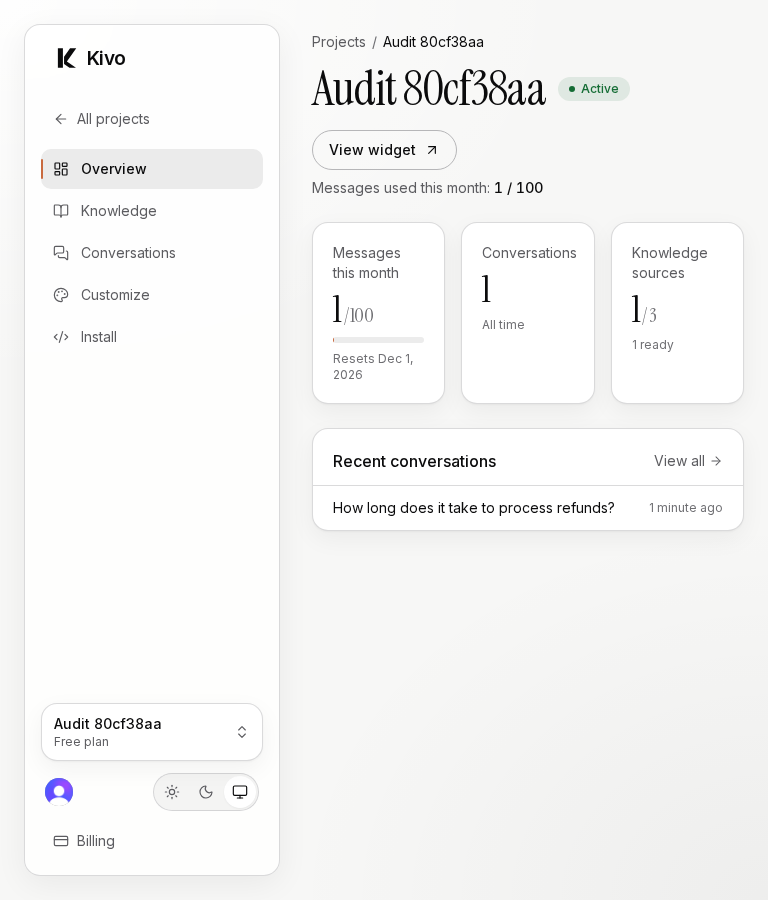 Kivo
All projects
Overview
Knowledge
Conversations
Customize
Install
Audit 80cf38aa
Free plan
Billing
Projects / Audit 80cf38aa
Audit 80cf38aa
Active
View widget
Messages used this month: 1 / 100
Messages
this month
1/100
Resets Dec 1,
2026
Conversations
1
All time
Knowledge
sources
1/3
1 ready
Recent conversations
View all
How long does it take to process refunds?
1 minute ago